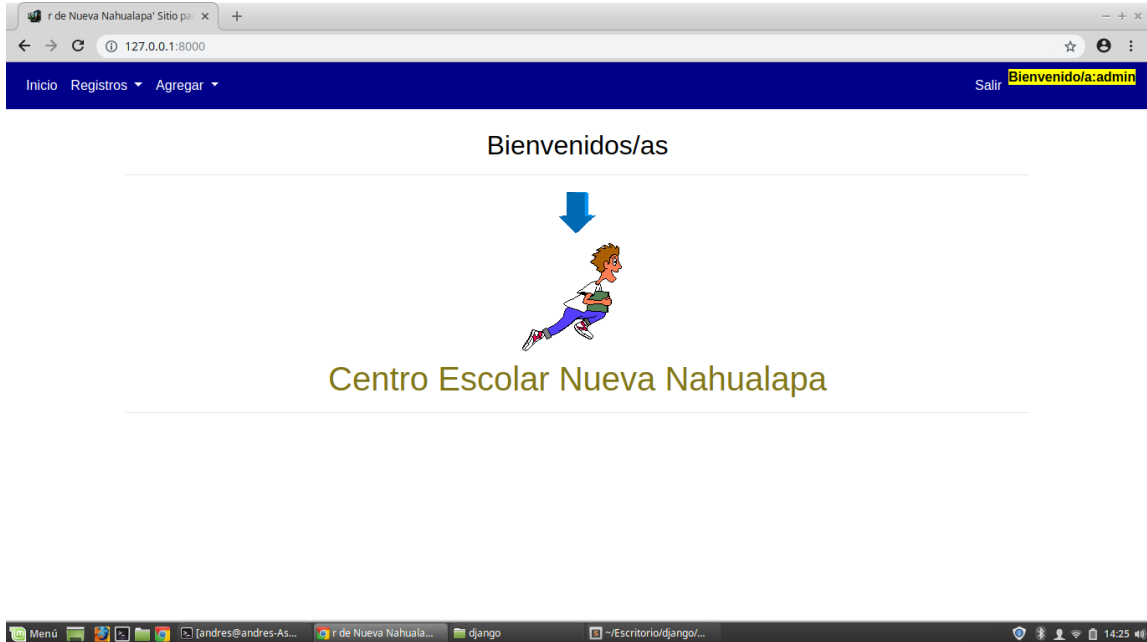 r de Nueva Nahualapa' Sitio pa
127.0.0.1:8000
Inicio Registros Agregar Salir Bienvenido/a:admin
Bienvenidos/as
Centro Escolar Nueva Nahualapa
Menú [andres@andres-As... r de Nueva Nahuala... django ~/Escritorio/django/... 14:25